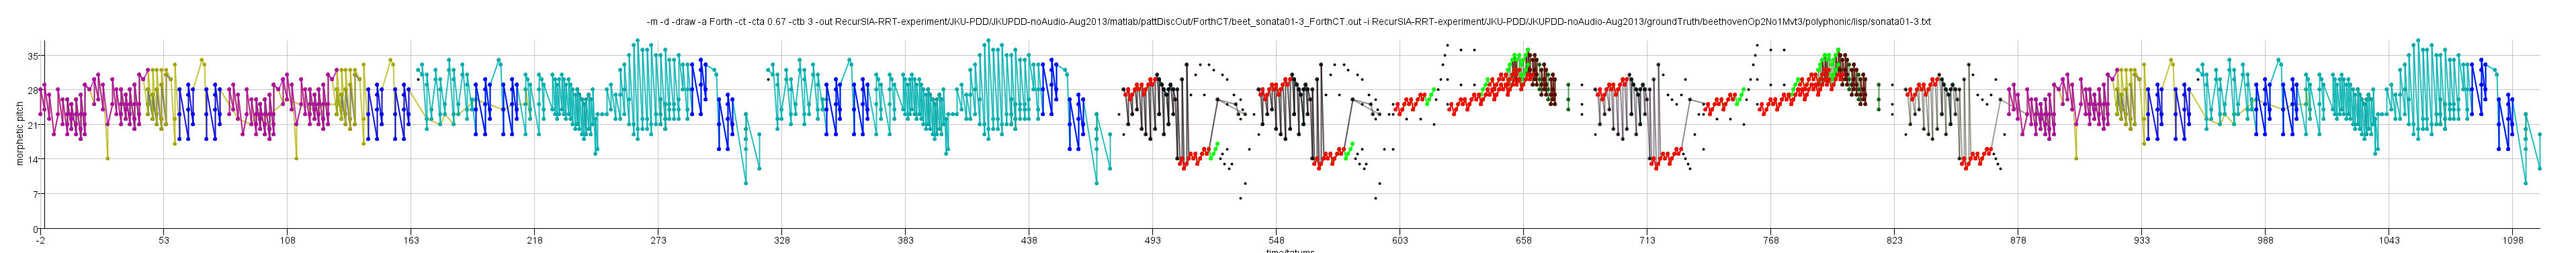 -m -d -draw -a Forth -ct -cta 0.67 -ctb 3 -out RecurSIA-RRT-experiment/JKU-PDD/JKUPDD-noAudio-Aug2013/matlab/pattDiscOut/ForthCT/beet_sonata01-3_ForthCT.out -i RecurSIA-RRT-experiment/JKU-PDD/JKUPDD-noAudio-Aug2013/groundTruth/beethovenOp2No1Mvt3/polyphonic/lisp/sonata01-3.txt
35
28
21
14
7
0
morphetic pitch
-2 53 108 163 218 273 328 383 438 493 548 603 658 713 768 823 878 933 988 1043 1098
time/tatums